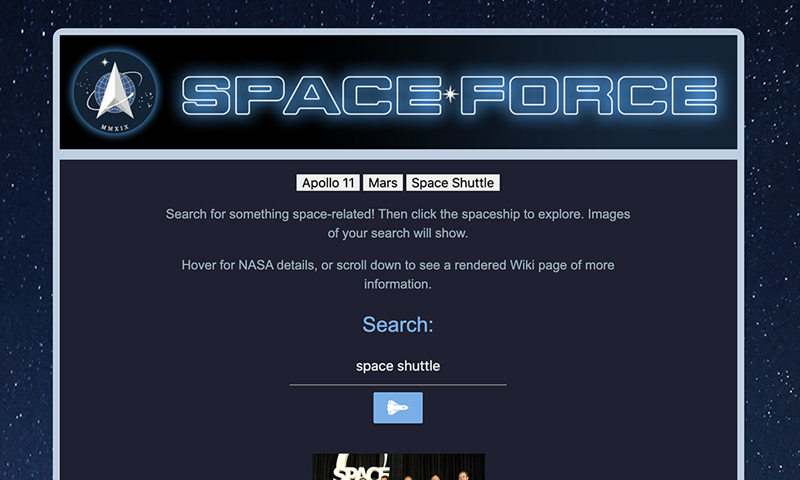 MMXIX
SPACE FORCE
Apollo 11 Mars Space Shuttle
Search for something space-related! Then click the spaceship to explore. Images
of your search will show.
Hover for NASA details, or scroll down to see a rendered Wiki page of more
information.
Search:
space shuttle
SPACE